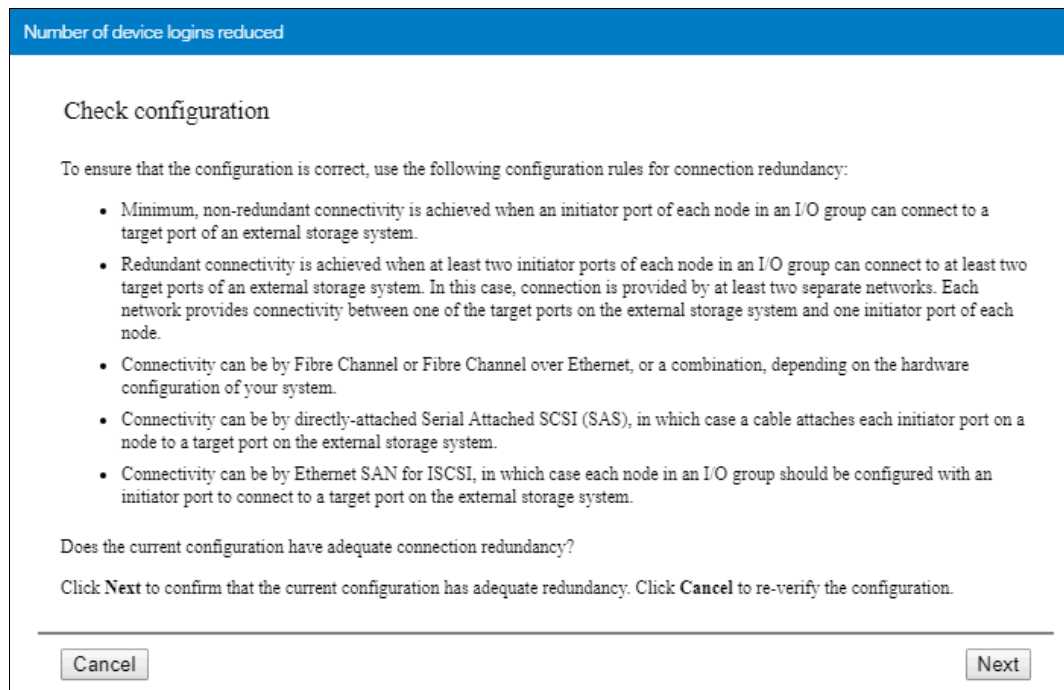 Number of device logins reduced
Check configuration
To ensure that the configuration is correct, use the following configuration rules for connection redundancy:
• Minimum, non-redundant connectivity is achieved when an initiator port of each node in an I/O group can connect to a
target port of an external storage system.
• Redundant connectivity is achieved when at least two initiator ports of each node in an I/O group can connect to at least two
target ports of an external storage system. In this case, connection is provided by at least two separate networks. Each
network provides connectivity between one of the target ports on the external storage system and one initiator port of each
node.
• Connectivity can be by Fibre Channel or Fibre Channel over Ethernet, or a combination, depending on the hardware
configuration of your system.
• Connectivity can be by directly-attached Serial Attached SCSI (SAS), in which case a cable attaches each initiator port on a
node to a target port on the external storage system.
• Connectivity can be by Ethernet SAN for ISCSI, in which case each node in an I/O group should be configured with an
initiator port to connect to a target port on the external storage system.
Does the current configuration have adequate connection redundancy?
Click Next to confirm that the current configuration has adequate redundancy. Click Cancel to re-verify the configuration.
Cancel
Next